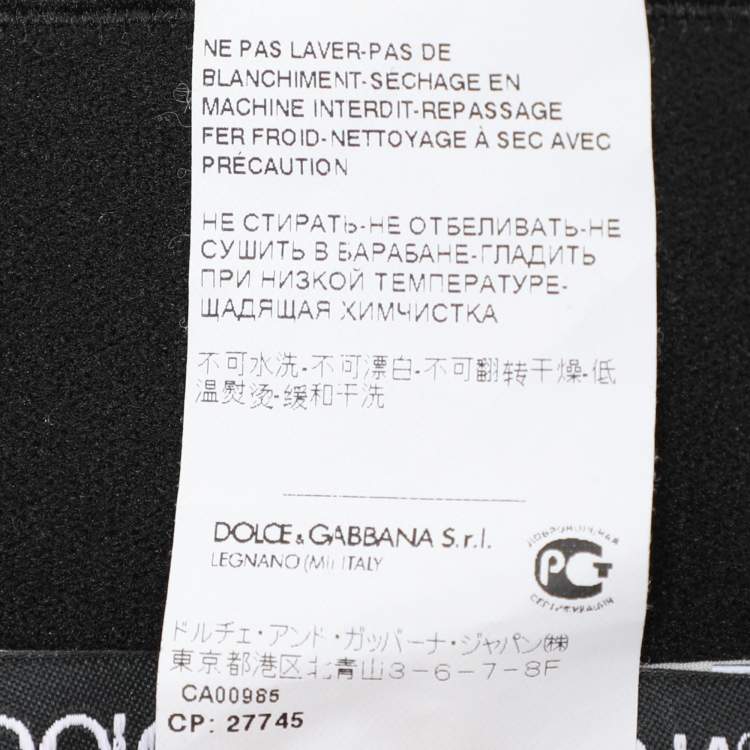 NE PAS LAVER-PAS DE
BLANCHIMENT-SÉCHAGE EN
MACHINE INTERDIT-REPASSAGE
FER FROID-NETTOYAGE À SEC AVEC
PRÉCAUTION
НЕ СТИРАТЬ-НЕ ОТБЕЛИВАТЬ-НЕ
СУШИТЬ В БАРАБАНЕ-ГЛАДИТЬ
ПРИ НИЗКОЙ ТЕМПЕРАТУРЕ-
ЩАДЯЩАЯ ХИМЧИСТКА
不可水洗-不可漂白-不可翻转干燥-低
温熨烫-缓和干洗
DOLCE & GABBANA S.r.l.
LEGNANO (MI) ITALY
ДОБРОВОЛЬНАЯ
РСТ
СЕРТИФИКАЦИЯ
ドルチェ・アンド・ガッバーナ・ジャパン㈱
東京都港区北青山3-6-7-8F
CA00985
CP: 27745